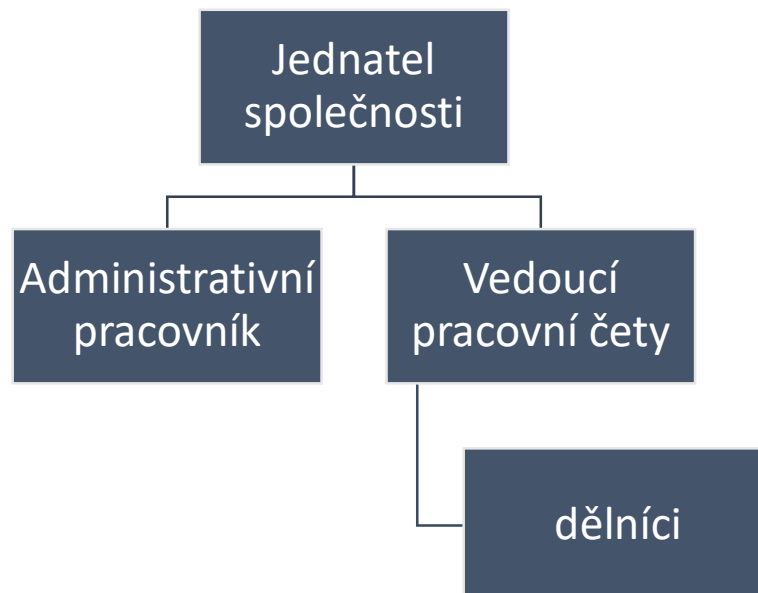 Jednatel
společnosti
Administrativní
pracovník
Vedoucí
pracovní čety
dělníci